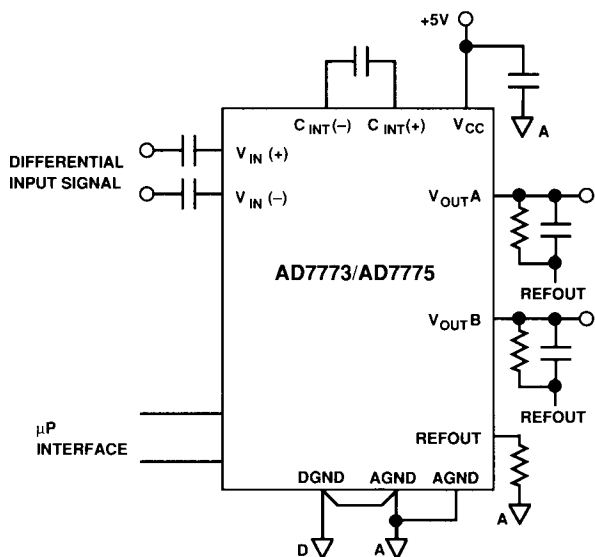 +5V
A
C INT (–) C INT (+) V CC
DIFFERENTIAL
INPUT SIGNAL
V IN (+)
V IN (–)
V OUT A
REFOUT
AD7773/AD7775
V OUT B
REFOUT
µP
INTERFACE
REFOUT
DGND AGND AGND
A
D A